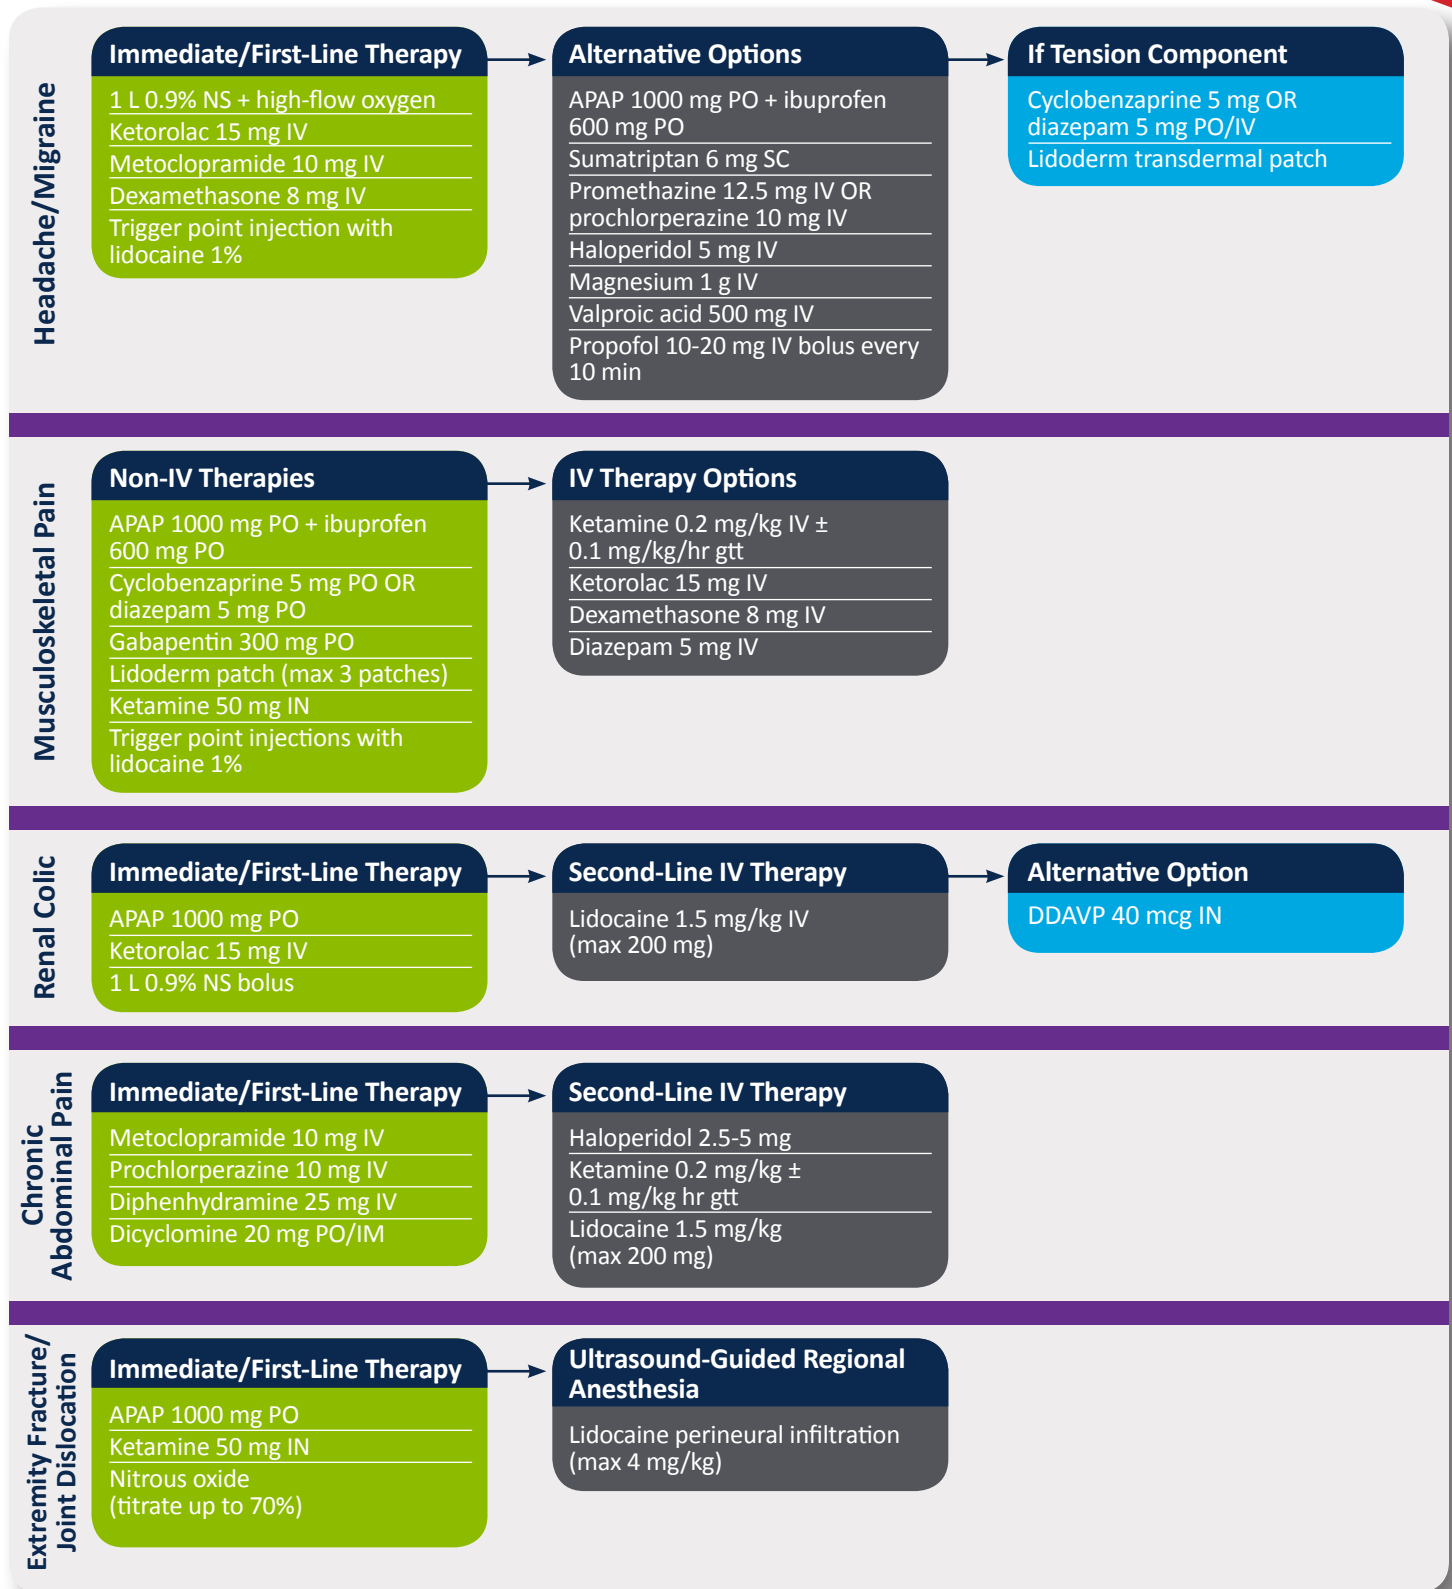 Headache/Migraine
Immediate/First-Line Therapy
1 L 0.9% NS + high-flow oxygen
Ketorolac 15 mg IV
Metoclopramide 10 mg IV
Dexamethasone 8 mg IV
Trigger point injection with
lidocaine 1%
Alternative Options
APAP 1000 mg PO + ibuprofen
600 mg PO
Sumatriptan 6 mg SC
Promethazine 12.5 mg IV OR
prochlorperazine 10 mg IV
Haloperidol 5 mg IV
Magnesium 1 g IV
Valproic acid 500 mg IV
Propofol 10-20 mg IV bolus every
10 min
If Tension Component
Cyclobenzaprine 5 mg OR
diazepam 5 mg PO/IV
Lidoderm transdermal patch
Musculoskeletal Pain
Non-IV Therapies
APAP 1000 mg PO + ibuprofen
600 mg PO
Cyclobenzaprine 5 mg PO OR
diazepam 5 mg PO
Gabapentin 300 mg PO
Lidoderm patch (max 3 patches)
Ketamine 50 mg IN
Trigger point injections with
lidocaine 1%
IV Therapy Options
Ketamine 0.2 mg/kg IV ±
0.1 mg/kg/hr gtt
Ketorolac 15 mg IV
Dexamethasone 8 mg IV
Diazepam 5 mg IV
Renal Colic
Immediate/First-Line Therapy
APAP 1000 mg PO
Ketorolac 15 mg IV
1 L 0.9% NS bolus
Second-Line IV Therapy
Lidocaine 1.5 mg/kg IV
(max 200 mg)
Alternative Option
DDAVP 40 mcg IN
Chronic
Abdominal Pain
Immediate/First-Line Therapy
Metoclopramide 10 mg IV
Prochlorperazine 10 mg IV
Diphenhydramine 25 mg IV
Dicyclomine 20 mg PO/IM
Second-Line IV Therapy
Haloperidol 2.5-5 mg
Ketamine 0.2 mg/kg ±
0.1 mg/kg hr gtt
Lidocaine 1.5 mg/kg
(max 200 mg)
Extremity Fracture/
Joint Dislocation
Immediate/First-Line Therapy
APAP 1000 mg PO
Ketamine 50 mg IN
Nitrous oxide
(titrate up to 70%)
Ultrasound-Guided Regional
Anesthesia
Lidocaine perineural infiltration
(max 4 mg/kg)